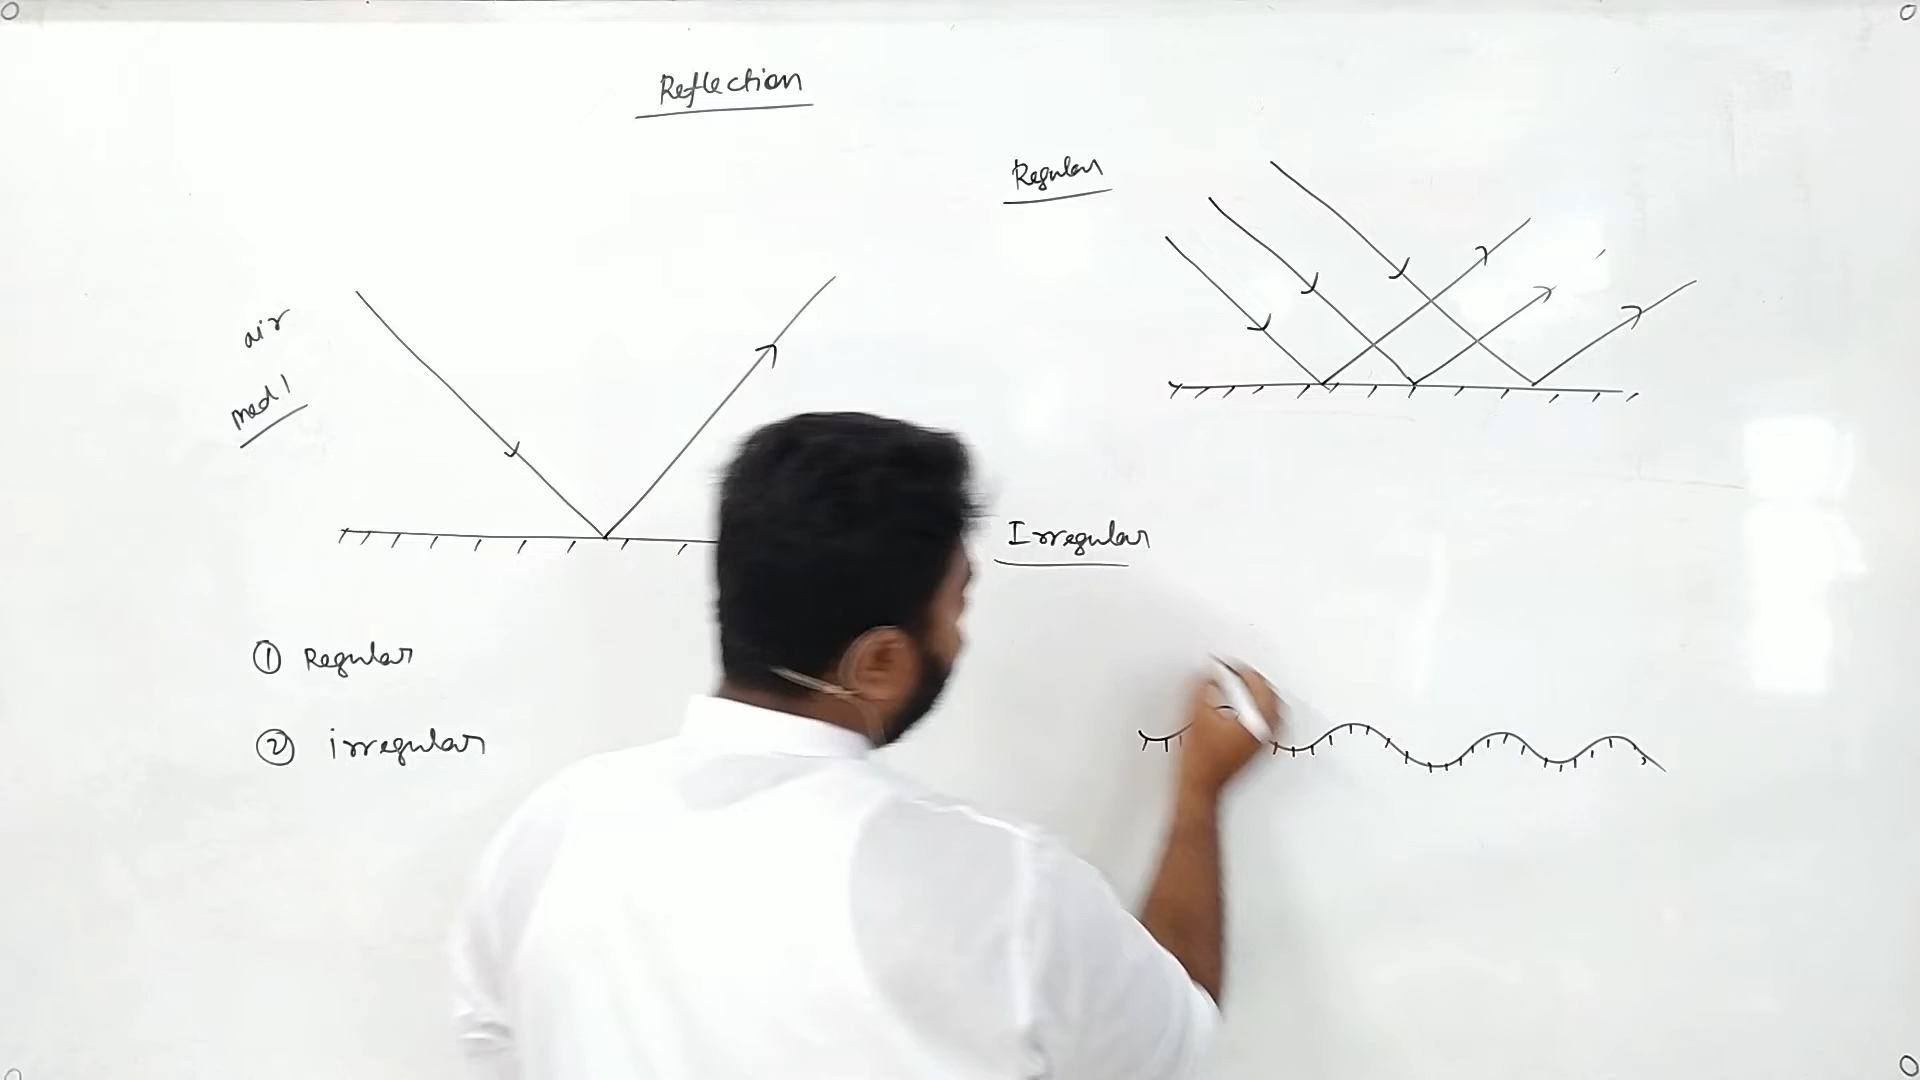 Reflection
Regular
air
med 1
Irregular
① Regular
② irregular